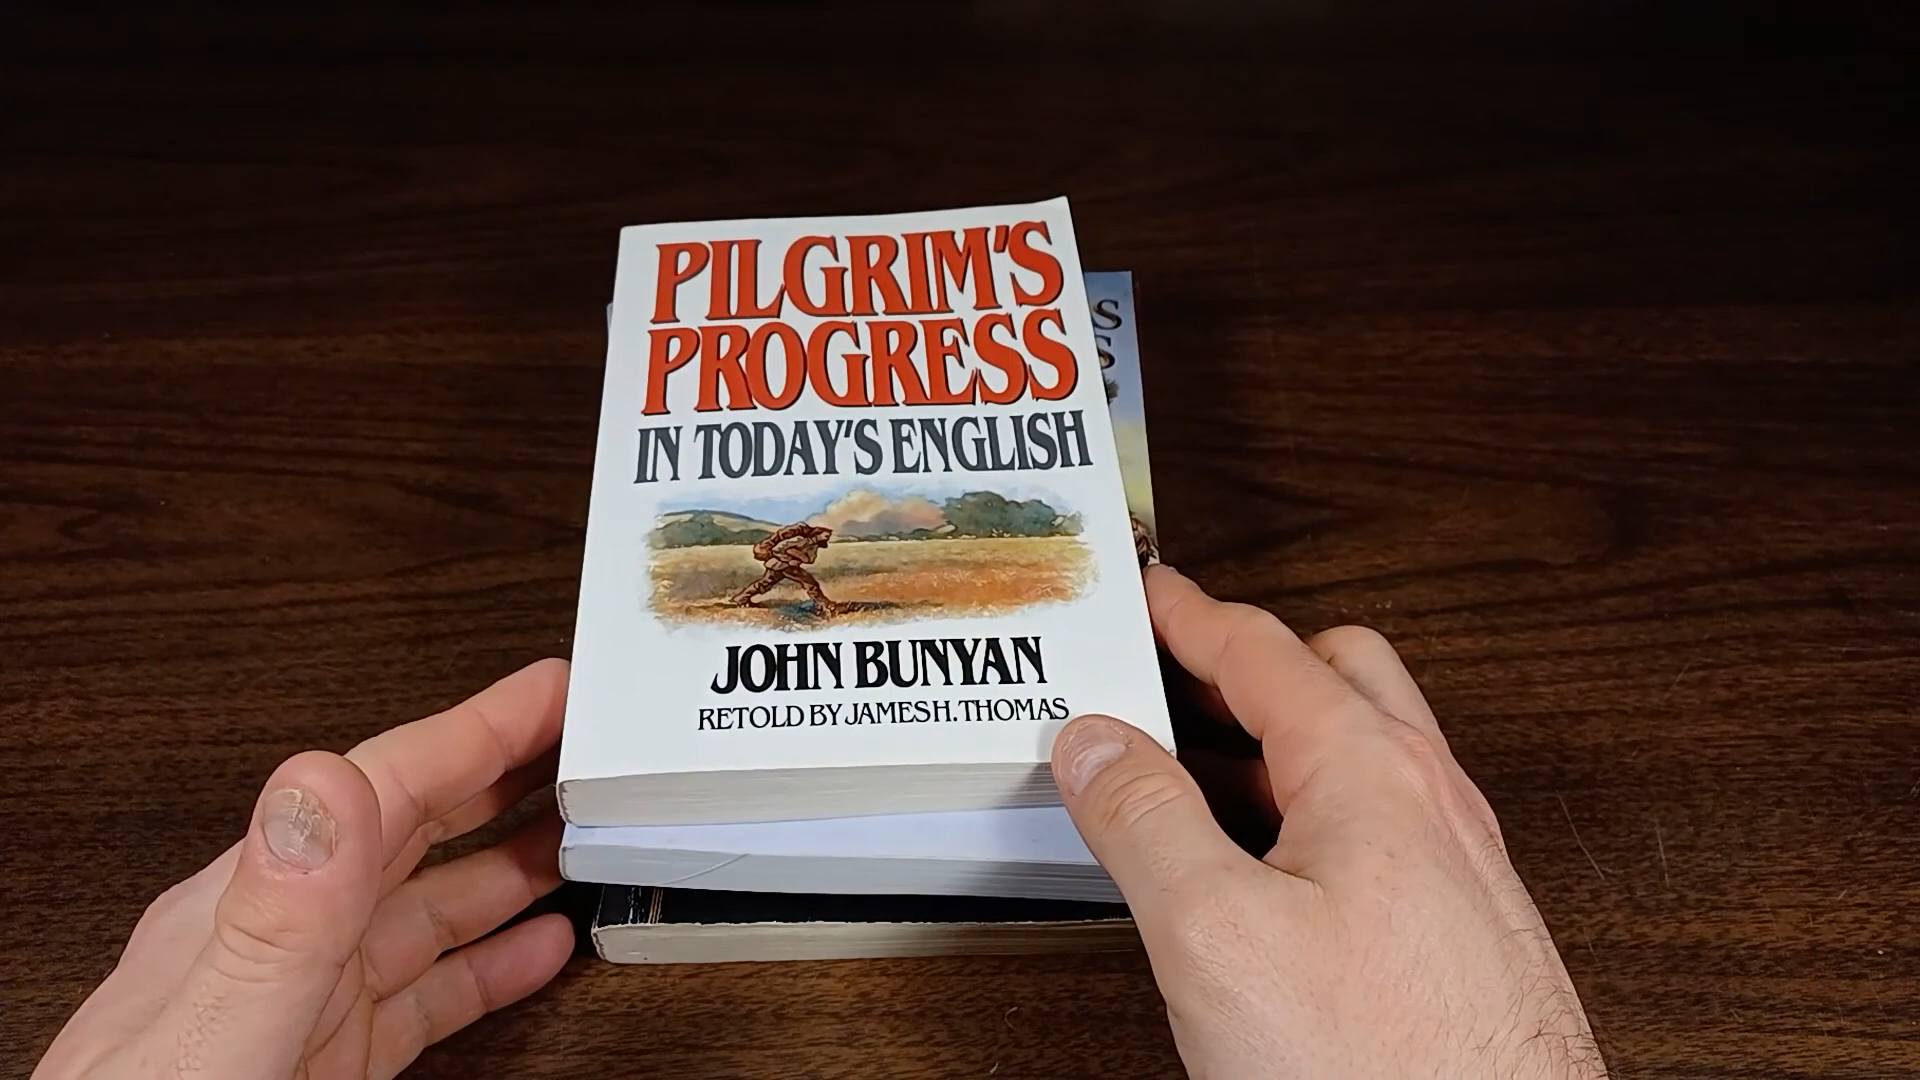 PILGRIM'S
PROGRESS
IN TODAY'S ENGLISH
JOHN BUNYAN
RETOLD BY JAMES H. THOMAS
S
S